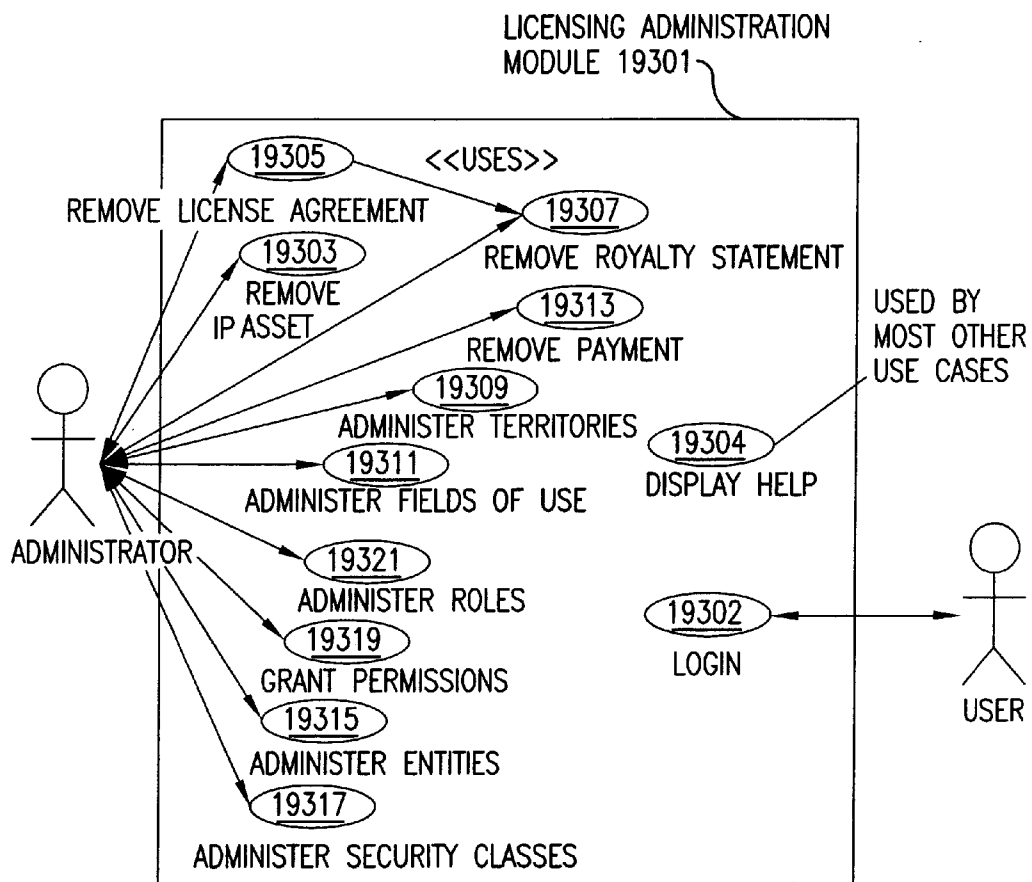 LICENSING ADMINISTRATION
MODULE 19301
19305
<<USES>>
REMOVE LICENSE AGREEMENT
19307
REMOVE ROYALTY STATEMENT
19303
REMOVE
IP ASSET
19313
REMOVE PAYMENT
USED BY
MOST OTHER
USE CASES
19309
ADMINISTER TERRITORIES
19304
DISPLAY HELP
19311
ADMINISTER FIELDS OF USE
ADMINISTRATOR
19321
ADMINISTER ROLES
19302
LOGIN
USER
19319
GRANT PERMISSIONS
19315
ADMINISTER ENTITIES
19317
ADMINISTER SECURITY CLASSES